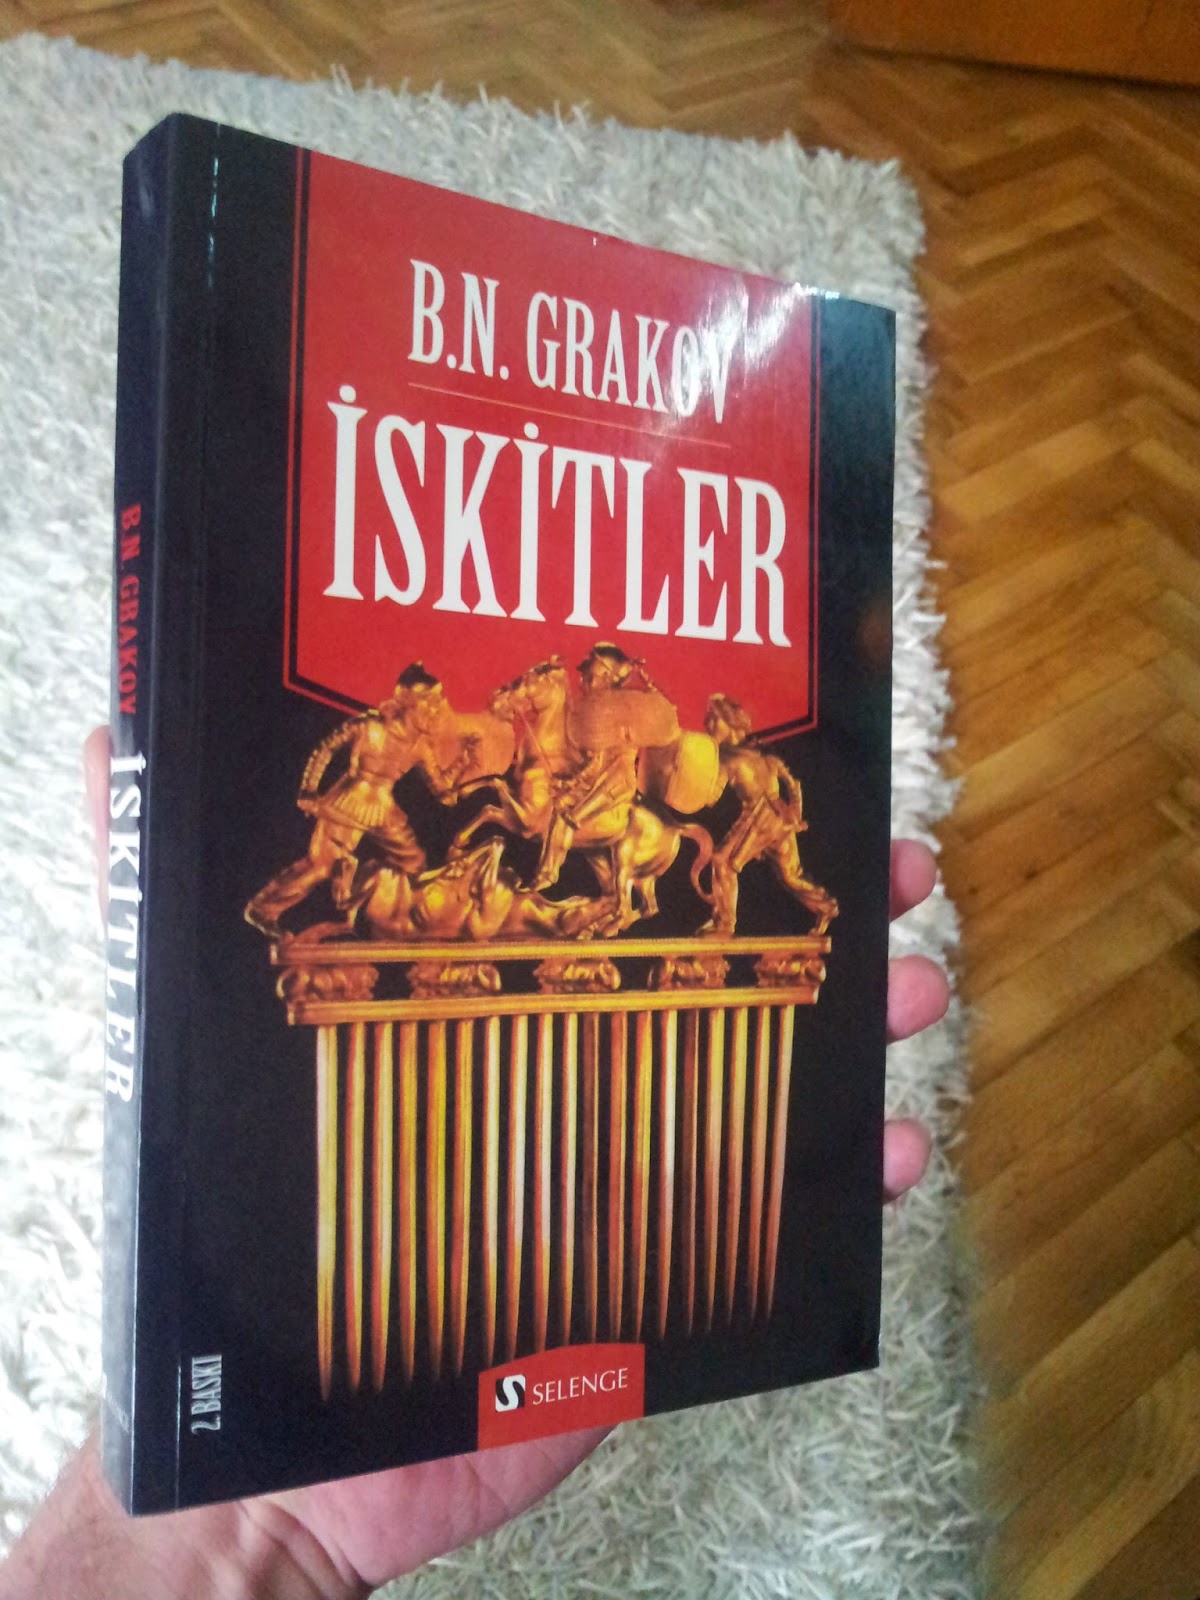 B.N. GRAKOV
İSKİTLER
B.N. GRAKOV İSKİTLER
2. BASKI
SELENGE